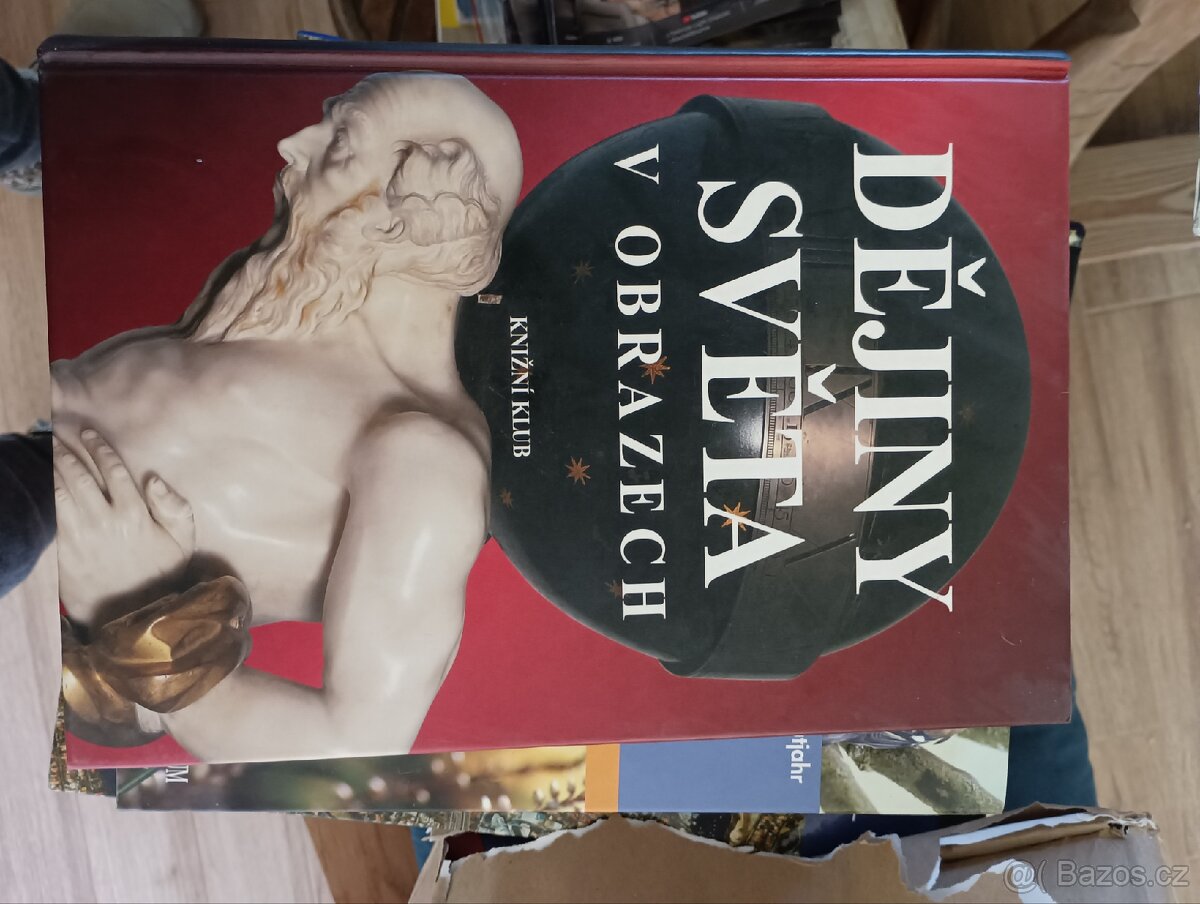 DĚJINY
SVĚTA
V OBRAZECH
KNIŽNÍ KLUB
@( Bazos.cz